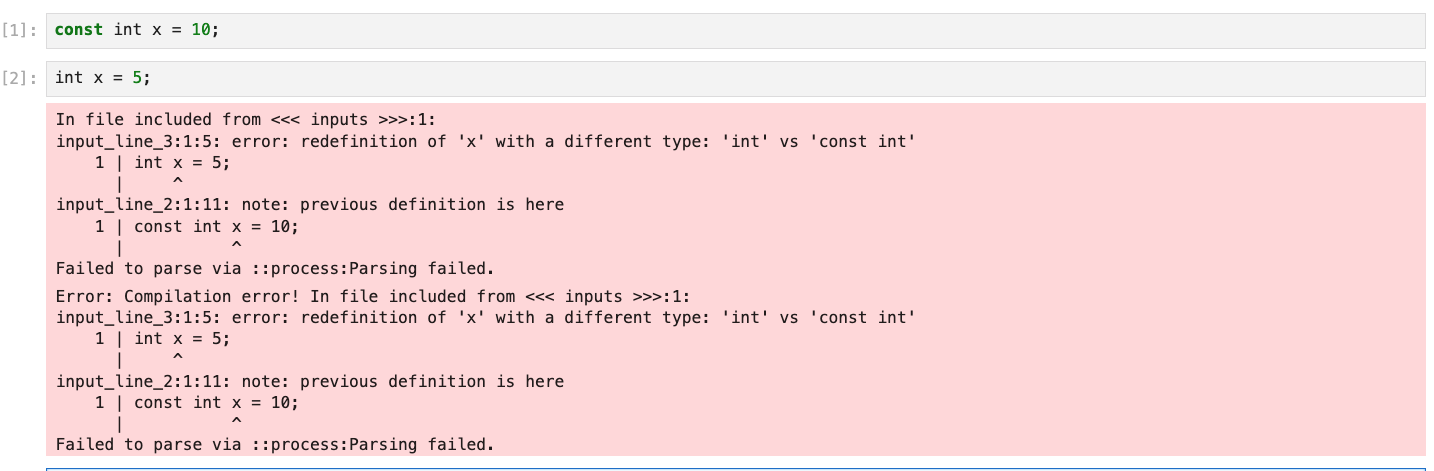 [1]: const int x = 10;
[2]: int x = 5;
In file included from <<< inputs >>>:1:
input_line_3:1:5: error: redefinition of 'x' with a different type: 'int' vs 'const int'
    1 | int x = 5;
      |     ^
input_line_2:1:11: note: previous definition is here
    1 | const int x = 10;
      |           ^
Failed to parse via ::process:Parsing failed.
Error: Compilation error! In file included from <<< inputs >>>:1:
input_line_3:1:5: error: redefinition of 'x' with a different type: 'int' vs 'const int'
    1 | int x = 5;
      |     ^
input_line_2:1:11: note: previous definition is here
    1 | const int x = 10;
      |           ^
Failed to parse via ::process:Parsing failed.